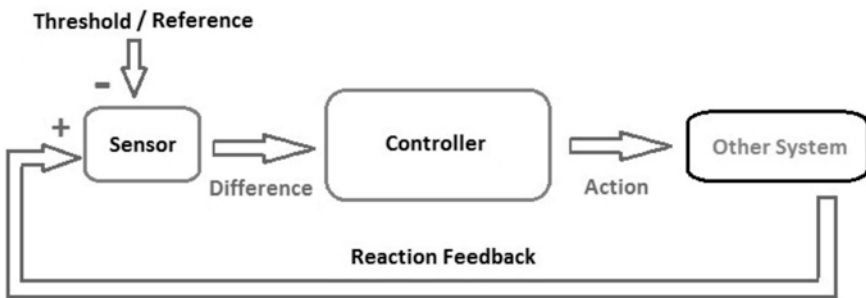 Threshold / Reference
-
+
Sensor
Controller
Other System
Difference
Action
Reaction Feedback